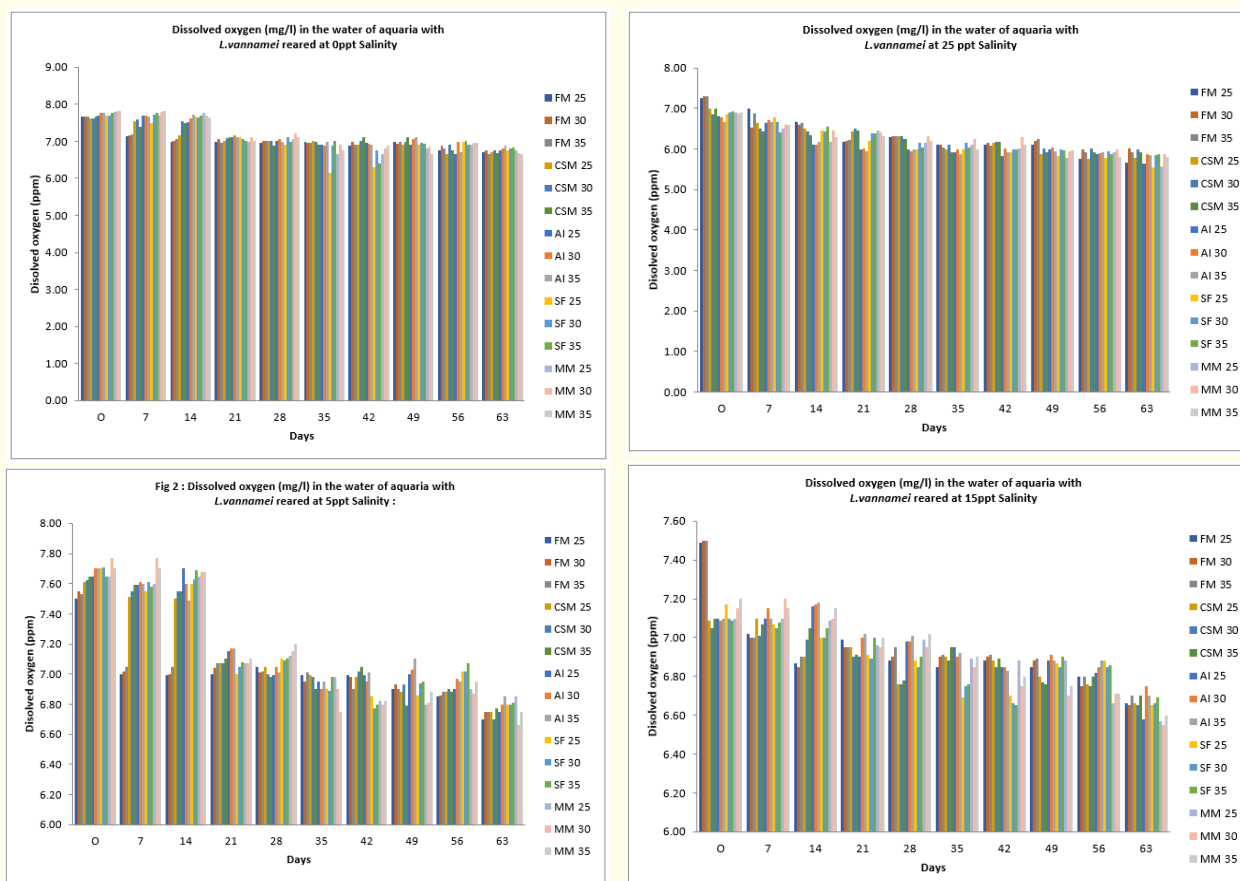 Dissolved oxygen (mg/l) in the water of aquaria with
L.vannamei reared at 0ppt Salinity
9.00
8.00
7.00
6.00
5.00
4.00
3.00
2.00
1.00
0.00
Disolved oxygen (ppm)
O 7 14 21 28 35 42 49 56 63
Days
FM 25
FM 30
FM 35
CSM 25
CSM 30
CSM 35
AI 25
AI 30
AI 35
SF 25
SF 30
SF 35
MM 25
MM 30
MM 35
Dissolved oxygen (mg/l) in the water of aquaria with
L.vannamei at 25 ppt Salinity
8.00
7.00
6.00
5.00
4.00
3.00
2.00
1.00
0.00
Disolved oxygen (ppm)
O 7 14 21 28 35 42 49 56 63
Days
FM 25
FM 30
FM 35
CSM 25
CSM 30
CSM 35
AI 25
AI 30
AI 35
SF 25
SF 30
SF 35
MM 25
MM 30
MM 35
Fig 2 : Dissolved oxygen (mg/l) in the water of aquaria with
L.vannamei reared at 5ppt Salinity :
8.00
7.80
7.60
7.40
7.20
7.00
6.80
6.60
6.40
6.20
6.00
Disolved oxygen (ppm)
O 7 14 21 28 35 42 49 56 63
Days
FM 25
FM 30
FM 35
CSM 25
CSM 30
CSM 35
AI 25
AI 30
AI 35
SF 25
SF 30
SF 35
MM 25
MM 30
MM 35
Dissolved oxygen (mg/l) in the water of aquaria with
L.vannamei reared at 15ppt Salinity
7.60
7.40
7.20
7.00
6.80
6.60
6.40
6.20
6.00
Disolved oxygen (ppm)
O 7 14 21 28 35 42 49 56 63
Days
FM 25
FM 30
FM 35
CSM 25
CSM 30
CSM 35
AI 25
AI 30
AI 35
SF 25
SF 30
SF 35
MM 25
MM 30
MM 35